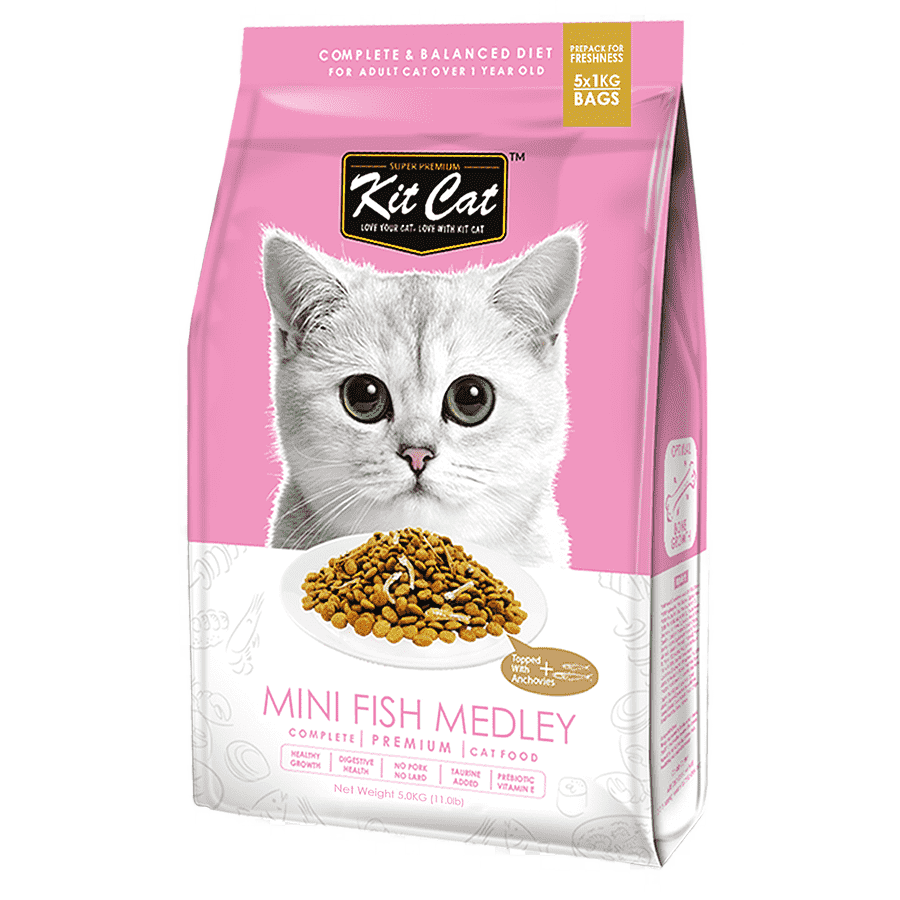 COMPLETE & BALANCED DIET
FOR ADULT CAT OVER 1 YEAR OLD
PREPACK FOR
FRESHNESS
5x1KG
BAGS
SUPER PREMIUM
Kit Cat
TM
LOVE YOUR CAT, LOVE WITH KIT CAT
Topped
With
Anchovies
+
MINI FISH MEDLEY
COMPLETE | PREMIUM | CAT FOOD
HEALTHY
GROWTH
DIGESTIVE
HEALTH
NO PORK
NO LARD
TAURINE
ADDED
PREBIOTIC
VITAMIN E
Net Weight 5.0KG (11.0lb)
BONE
GROWTH